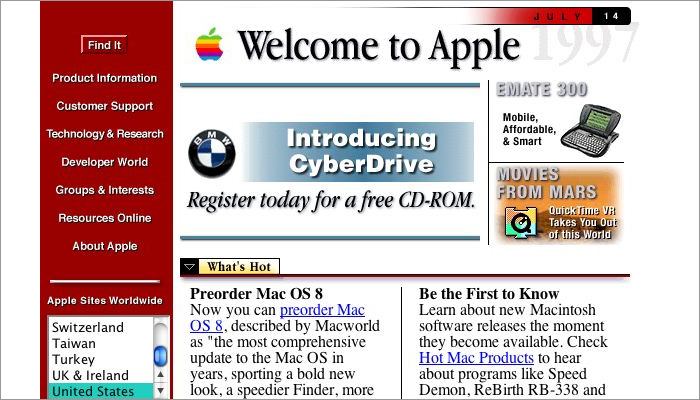 JULY 14
1997
Welcome to Apple
Find It
Product Information
Customer Support
Technology & Research
Developer World
Groups & Interests
Resources Online
About Apple
Apple Sites Worldwide
Switzerland
Taiwan
Turkey
UK & Ireland
United States
BMW
Introducing
CyberDrive
Register today for a free CD-ROM.
EMATE 300
Mobile,
Affordable,
& Smart
MOVIES
FROM MARS
QuickTime VR
Takes You Out
of this World
What's Hot
Preorder Mac OS 8
Now you can preorder Mac
OS 8, described by Macworld
as "the most comprehensive
update to the Mac OS in
years, sporting a bold new
look, a speedier Finder, more
Be the First to Know
Learn about new Macintosh
software releases the moment
they become available. Check
Hot Mac Products to hear
about programs like Speed
Demon, ReBirth RB-338 and